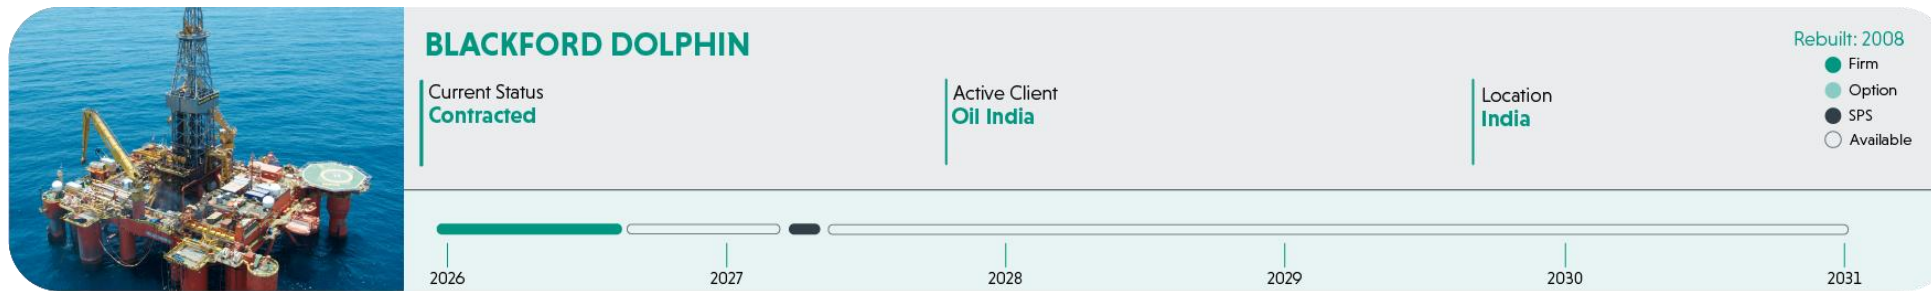 BLACKFORD DOLPHIN
Rebuilt: 2008
Firm
Option
SPS
Available
Current Status
Contracted
Active Client
Oil India
Location
India
2026
2027
2028
2029
2030
2031